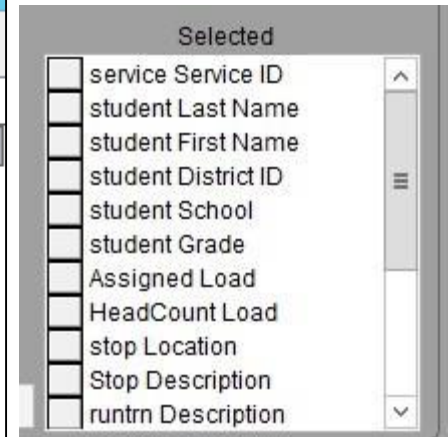 Selected
service Service ID
student Last Name
student First Name
student District ID
student School
student Grade
Assigned Load
HeadCount Load
stop Location
Stop Description
runtrn Description